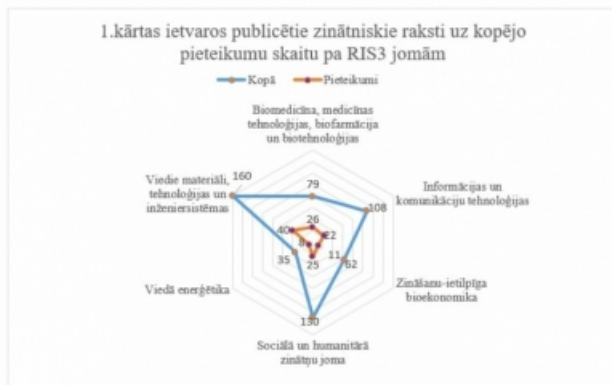 1.kārtas ietvaros publicētie zinātniskie raksti uz kopējo
pieteikumu skaitu pa RIS3 jomām
Kopā Pieteikumi
Biomedicīna, medicīnas
tehnoloģijas, biofarmācija
un biotehnoloģijas
Viedie materiāli,
tehnoloģijas un
inženiersistēmas
160
79
Informācijas un
komunikāciju tehnoloģijas
108
26
40
22
8
11
35
62
25
Viedā enerģētika
Zināšanu-ietilpīga
bioekonomika
130
Sociālā un humanitārā
zinātņu joma